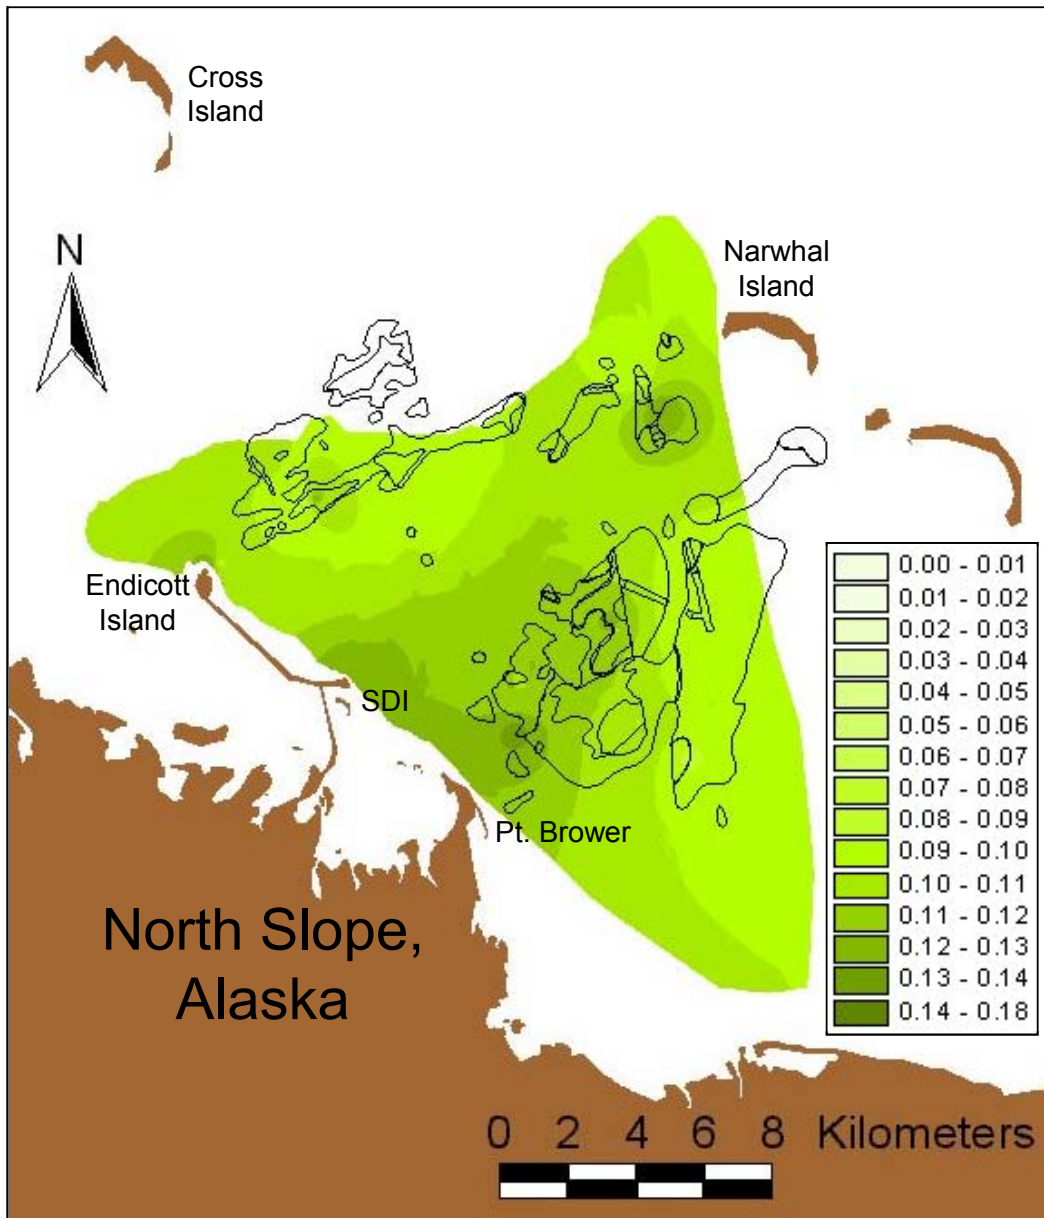 Cross
Island
N
Narwhal
Island
Endicott
Island
SDI
Pt. Brower
North Slope,
Alaska
0.00 - 0.01
0.01 - 0.02
0.02 - 0.03
0.03 - 0.04
0.04 - 0.05
0.05 - 0.06
0.06 - 0.07
0.07 - 0.08
0.08 - 0.09
0.09 - 0.10
0.10 - 0.11
0.11 - 0.12
0.12 - 0.13
0.13 - 0.14
0.14 - 0.18
0 2 4 6 8 Kilometers